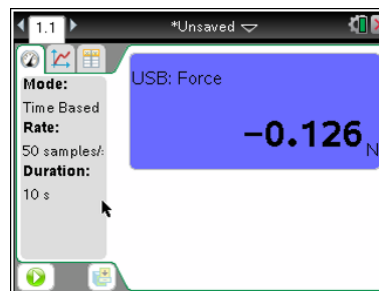 1.1
*Unsaved
Mode:
Time Based
Rate:
50 samples/:
Duration:
10 s
USB: Force
-0.126 N